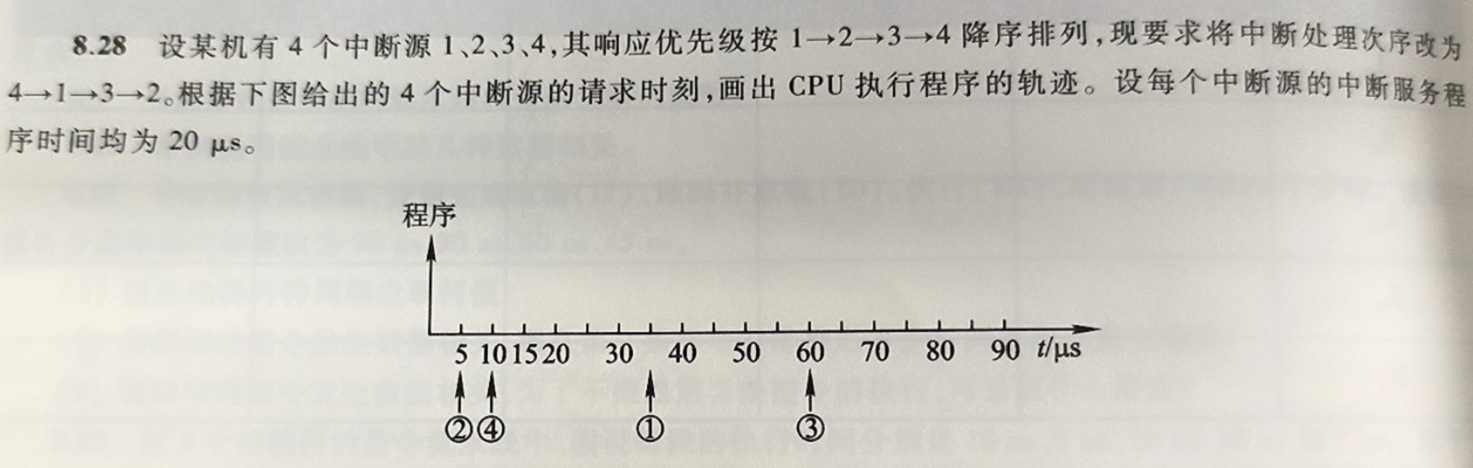 8.28 设某机有 4 个中断源 1、2、3、4,其响应优先级按 1→2→3→4 降序排列,现要求将中断处理次序改为
4→1→3→2。根据下图给出的 4 个中断源的请求时刻,画出 CPU 执行程序的轨迹。设每个中断源的中断服务程
序时间均为 20 μs。
程序
5 10 15 20 30 40 50 60 70 80 90 t/μs
② ④ ① ③